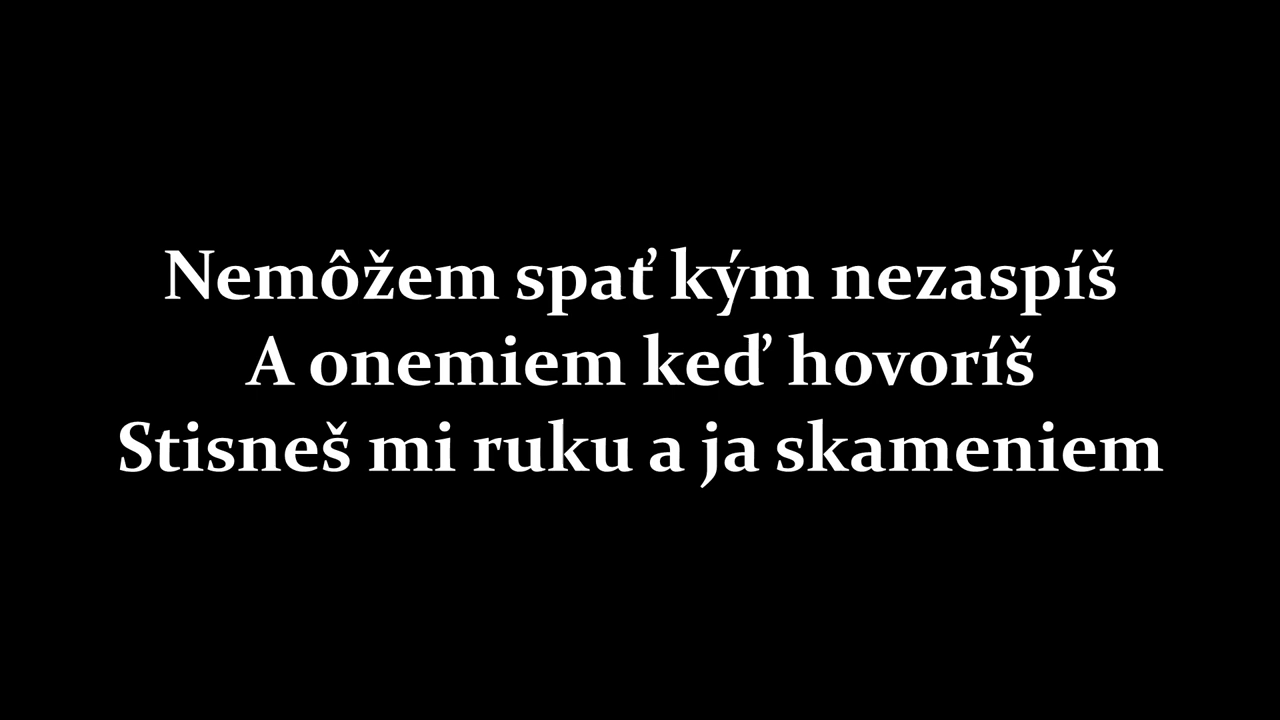 Nemôžem spať kým nezaspíš
A onemiem keď hovoríš
Stisneš mi ruku a ja skameniem